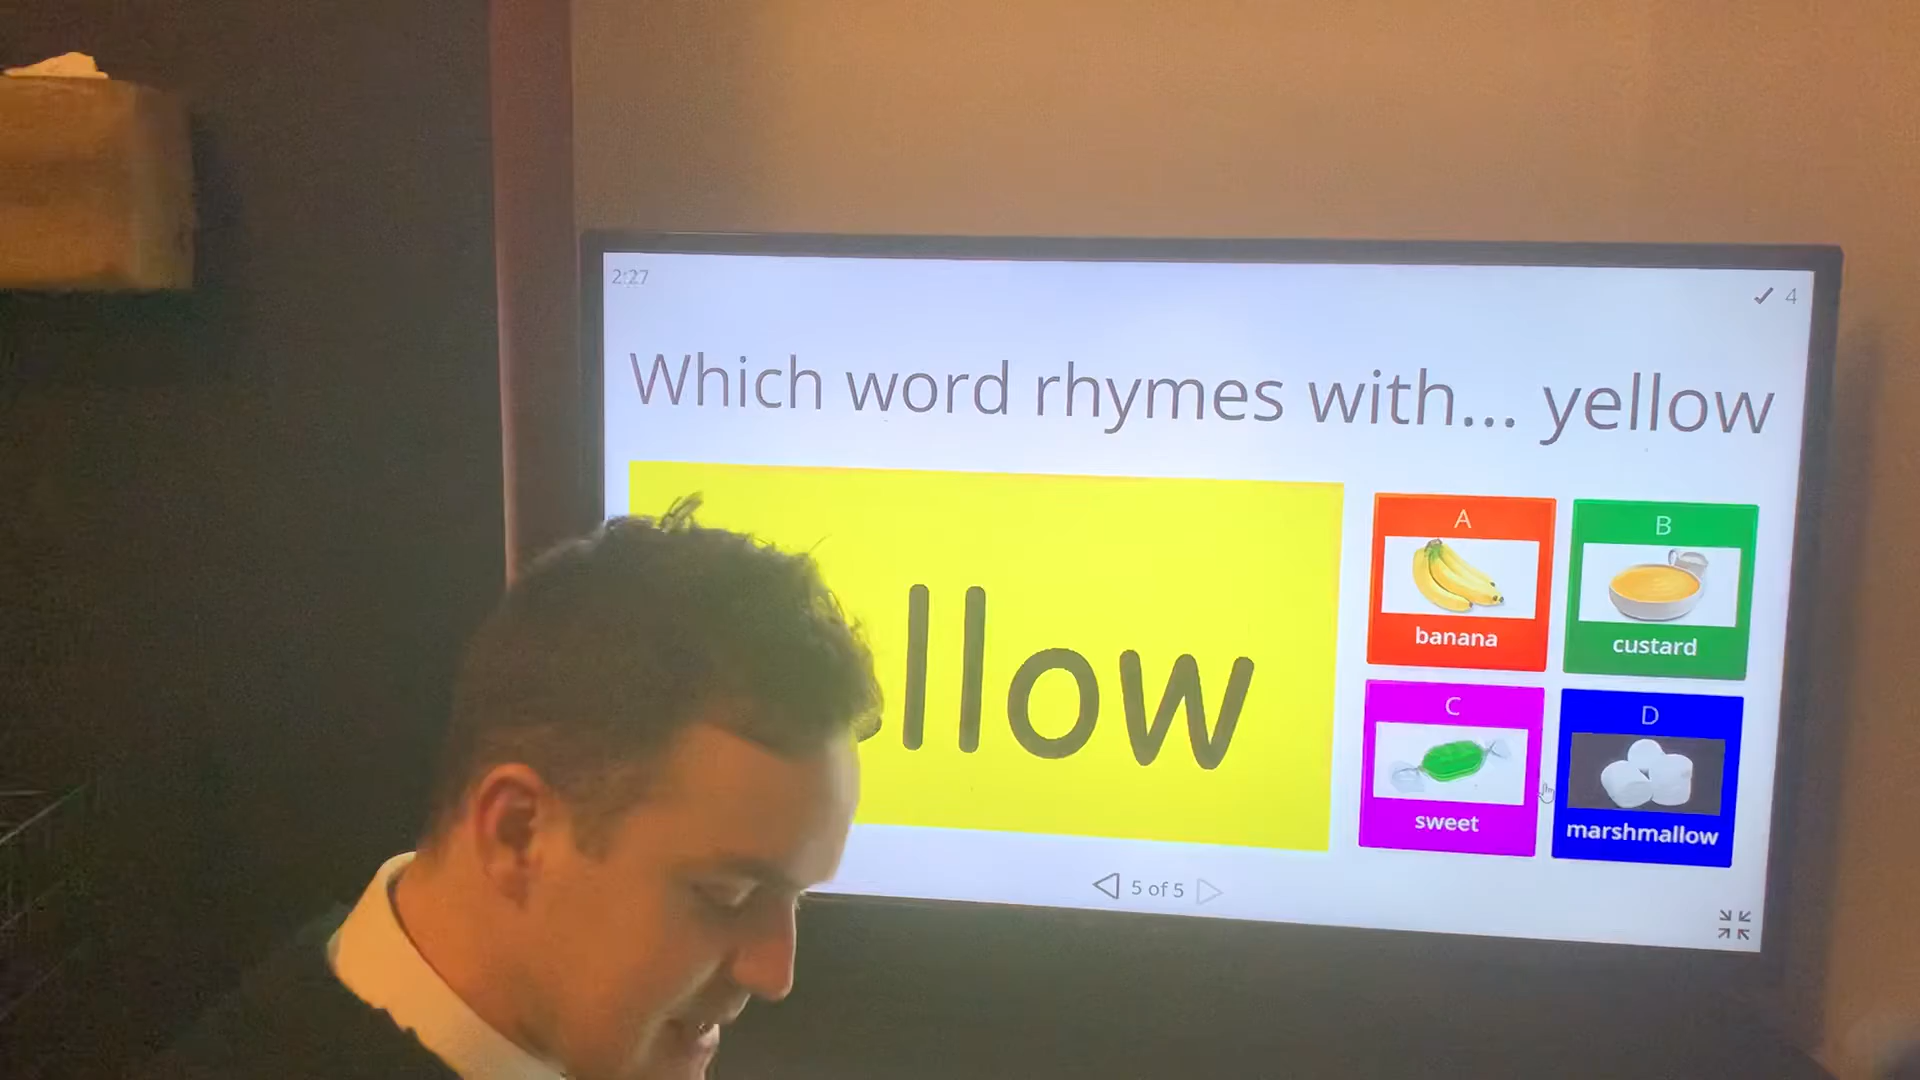 2:27
✓ 4
Which word rhymes with... yellow
llow
A
banana
B
custard
C
sweet
D
marshmallow
5 of 5